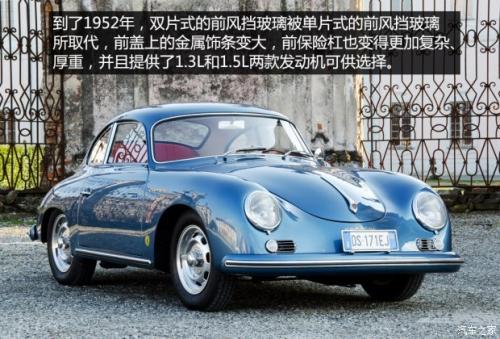 到了1952年，双片式的前风挡玻璃被单片式的前风挡玻璃
所取代，前盖上的金属饰条变大，前保险杠也变得更加复杂、
厚重，并且提供了1.3L和1.5L两款发动机可供选择。
DS 171EJ
汽车之家